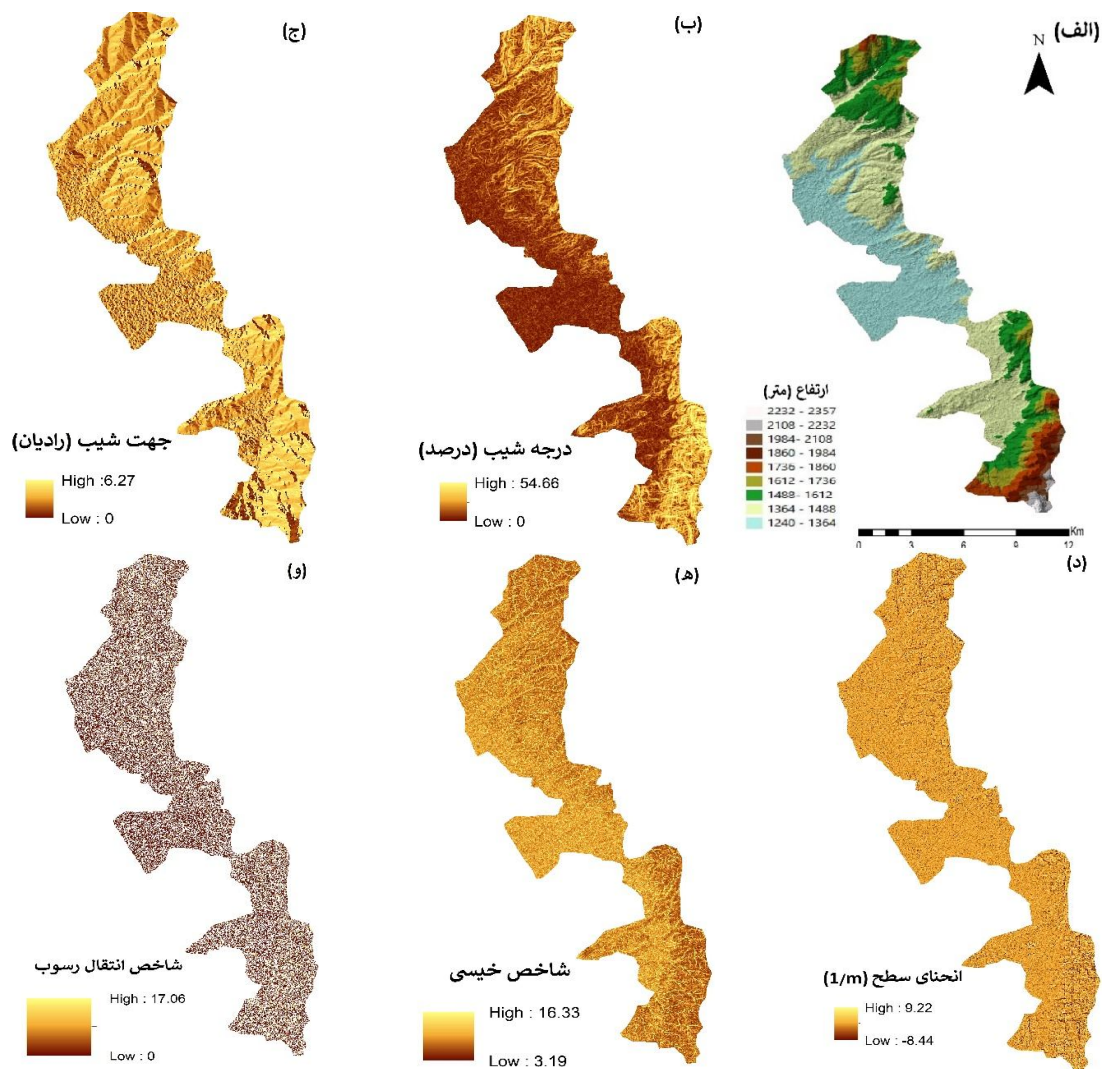 (الف)
N
ارتفاع (متر)
2232 - 2357
2108 - 2232
1984- 2108
1860 - 1984
1736 - 1860
1612 - 1736
1488- 1612
1364 - 1488
1240 - 1364
0 3 6 9 12 Km
(ب)
درجه شیب (درصد)
High : 54.66
Low : 0
(ج)
جهت شیب (رادیان)
High :6.27
Low : 0
(د)
انحنای سطح (1/m)
High : 9.22
Low : -8.44
(ه)
شاخص خیسی
High : 16.33
Low : 3.19
(و)
شاخص انتقال رسوب
High : 17.06
Low : 0